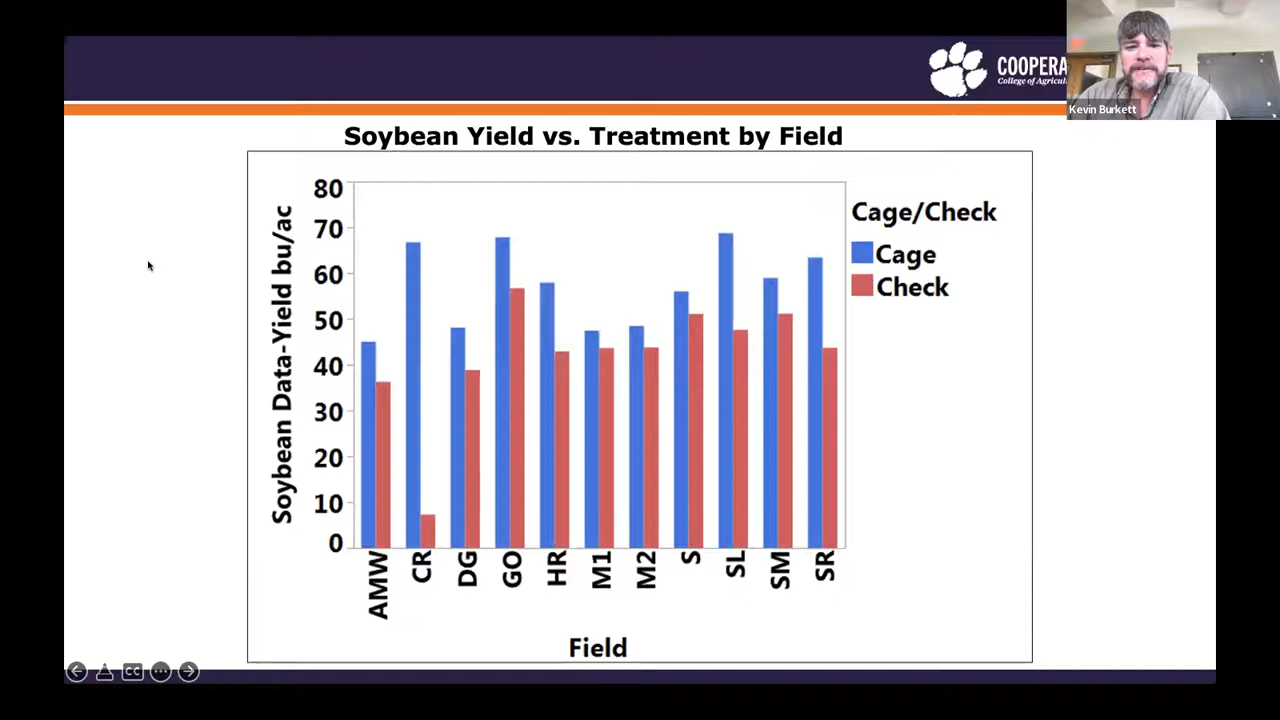 COOPERA
College of Agricul
Kevin Burkett
Soybean Yield vs. Treatment by Field
Soybean Data-Yield bu/ac
80
70
60
50
40
30
20
10
0
Cage/Check
Cage
Check
AMW CR DG GO HR M1 M2 S SL SM SR
Field
CC